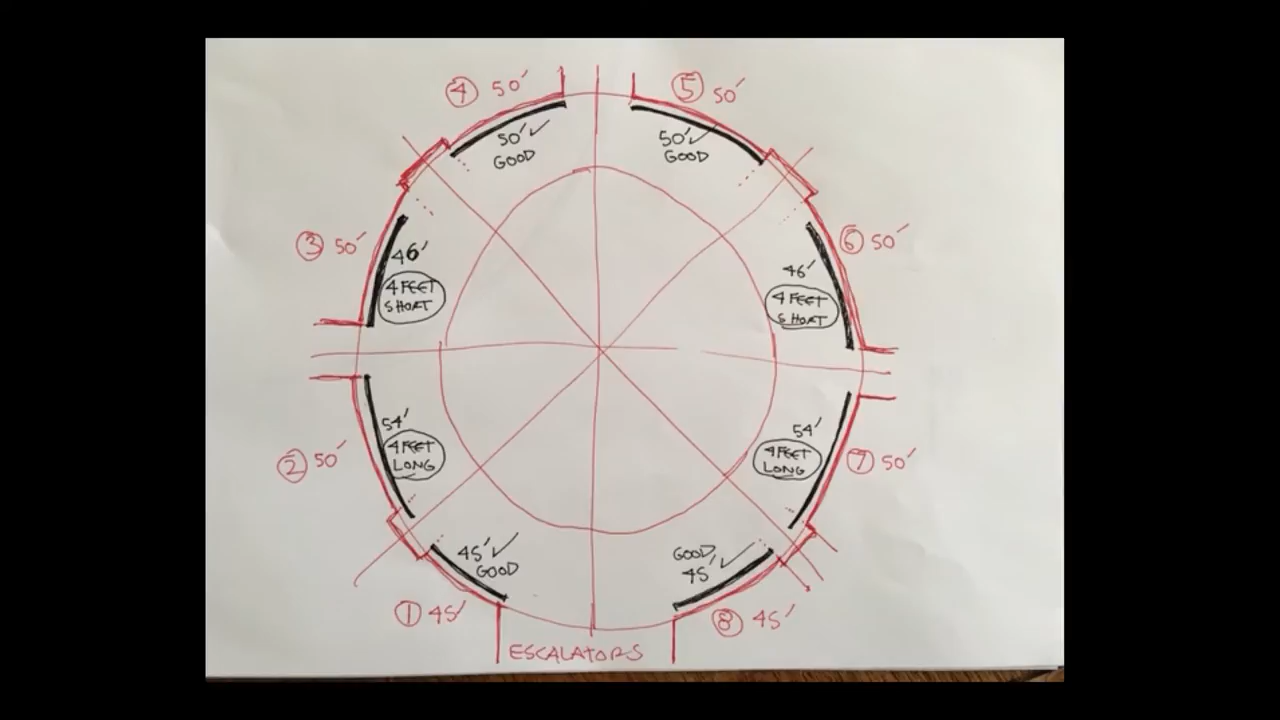 ④ 50′
⑤ 50′
50′✓
GOOD
50′✓
GOOD
③ 50′
46′
4 FEET
SHORT
⑥ 50′
46′
4 FEET
SHORT
② 50′
54′
4 FEET
LONG
⑦ 50′
54′
4 FEET
LONG
45′✓
GOOD
GOOD
45′✓
① 45′
⑧ 45′
ESCALATORS